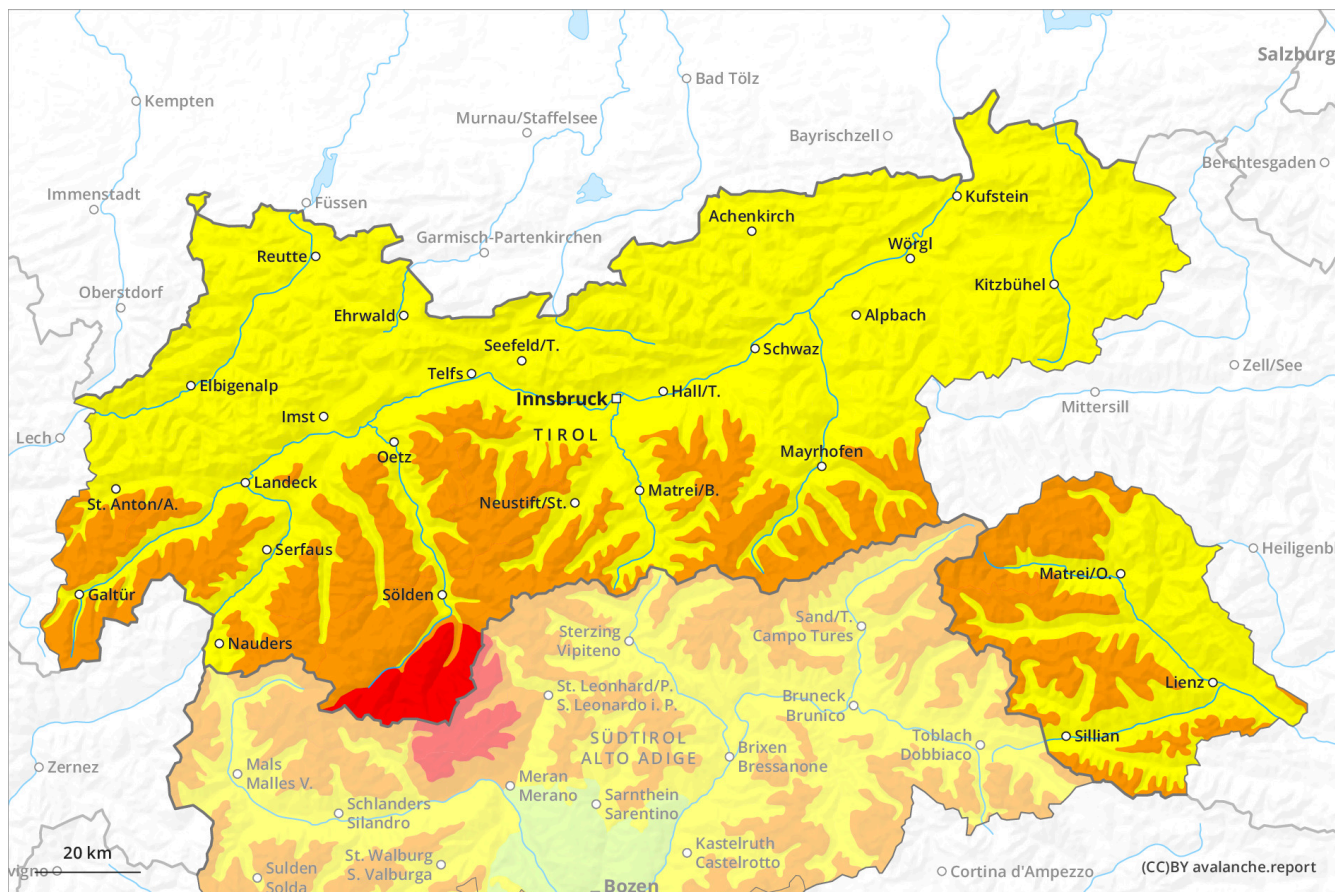 Salzburg
Bad Tölz
Kempten
Murnau/Staffelsee
Bayrischzell
Berchtesgaden
Immenstadt
Füssen
Kufstein
Achenkirch
Garmisch-Partenkirchen
Wörgl
Reutte
Kitzbühel
Oberstdorf
Ehrwald
Alpbach
Seefeld/T.
Schwaz
Zell/See
Telfs
Elbigenalp
Hall/T.
Innsbruck
Mittersill
Imst
TIROL
Lech
Oetz
Mayrhofen
Landeck
Matrei/B.
St. Anton/A.
Neustift/St.
Serfaus
Heiligenb
Matrei/O.
Galtür
Sölden
Sand/T.
Campo Tures
Sterzing
Vipiteno
Nauders
Lienz
St. Leonhard/P.
S. Leonardo i. P.
Bruneck
Brunico
Sillian
Toblach
Dobbiaco
SÜDTIROL
ALTO ADIGE
Brixen
Bressanone
Zernez
Mals
Malles V.
Meran
Merano
Sarnthein
Sarentino
Schlanders
Silandro
Kastelruth
Castelrotto
20 km
St. Walburg
S. Valburga
vigno
Cortina d'Ampezzo
(CC)BY avalanche.report
Sulden
Solda
Bozen